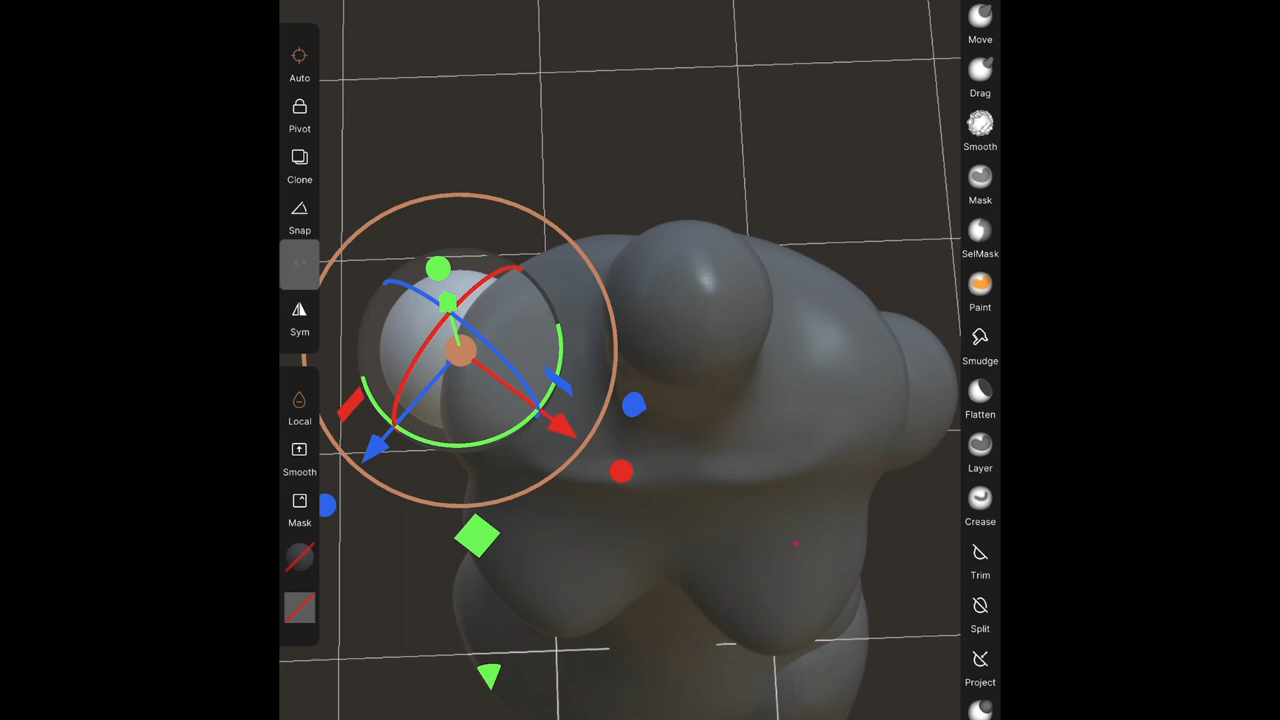 Auto
Pivot
Clone
Snap
5 °
Sym
Local
Smooth
Mask
Move
Drag
Smooth
Mask
SelMask
Paint
Smudge
Flatten
Layer
Crease
Trim
Split
Project